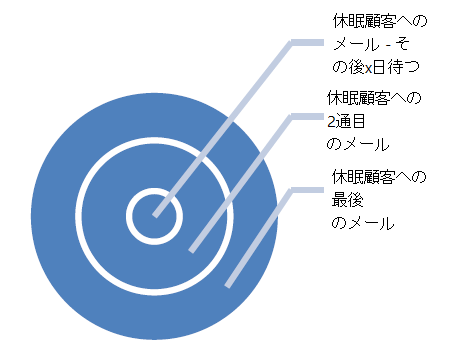 休眠顧客への
メール - そ
の後x日待つ
休眠顧客への
2通目
のメール
休眠顧客への
最後
のメール